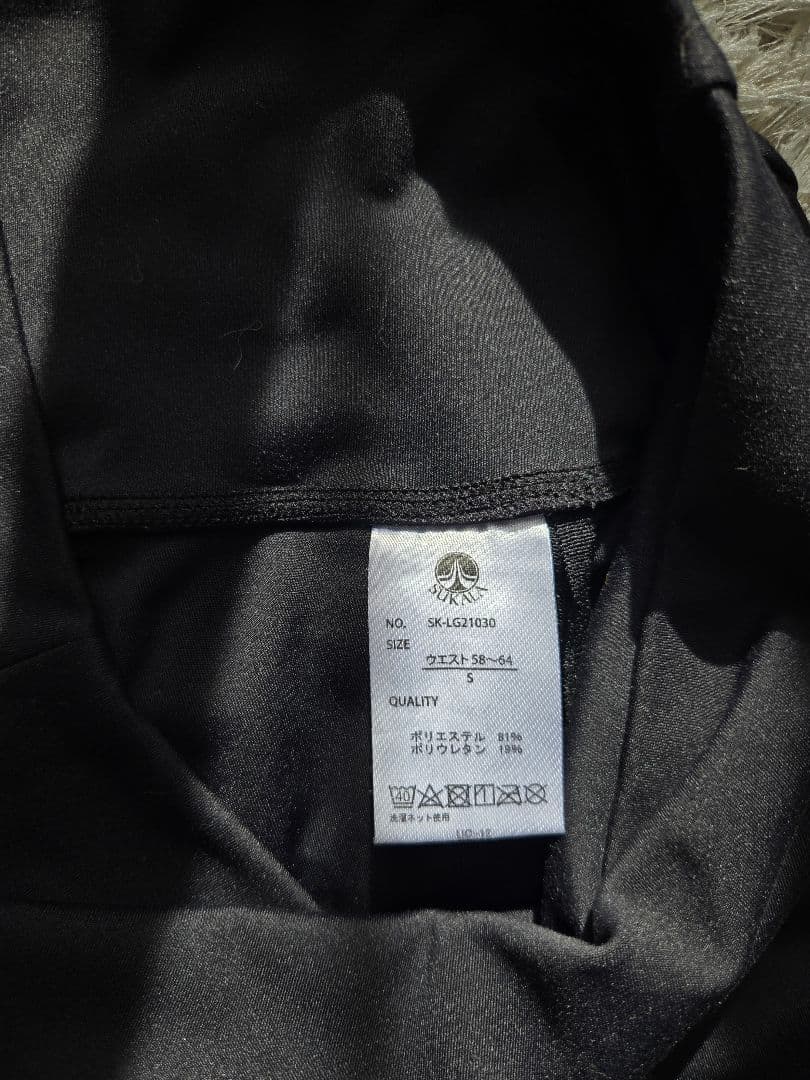 SUKALA
NO. SK-LG21030
SIZE
ウエスト58〜64
S
QUALITY
ポリエステル 81%
ポリウレタン 19%
40
洗濯ネット使用